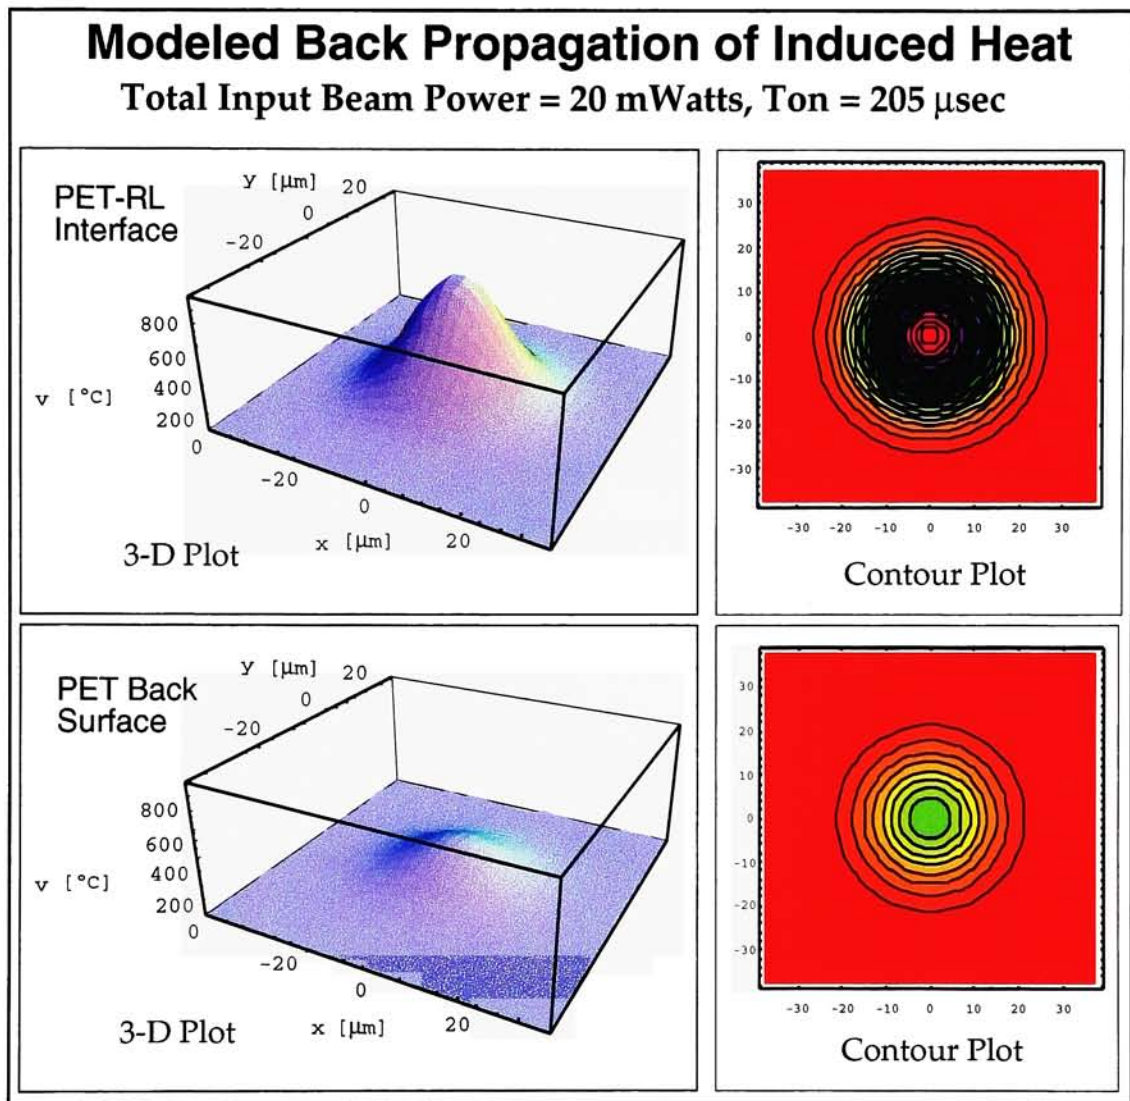 Modeled Back Propagation of Induced Heat
Total Input Beam Power = 20 mWatts, Ton = 205 μsec
PET-RL
Interface
y [μm]
20
0
-20
800
600
400
200
0
v [°C]
-20
0
20
x [μm]
3-D Plot
30
20
10
0
-10
-20
-30
-30 -20 -10 0 10 20 30
Contour Plot
PET Back
Surface
y [μm]
20
0
-20
800
600
400
200
0
v [°C]
-20
0
20
x [μm]
3-D Plot
30
20
10
0
-10
-20
-30
-30 -20 -10 0 10 20 30
Contour Plot